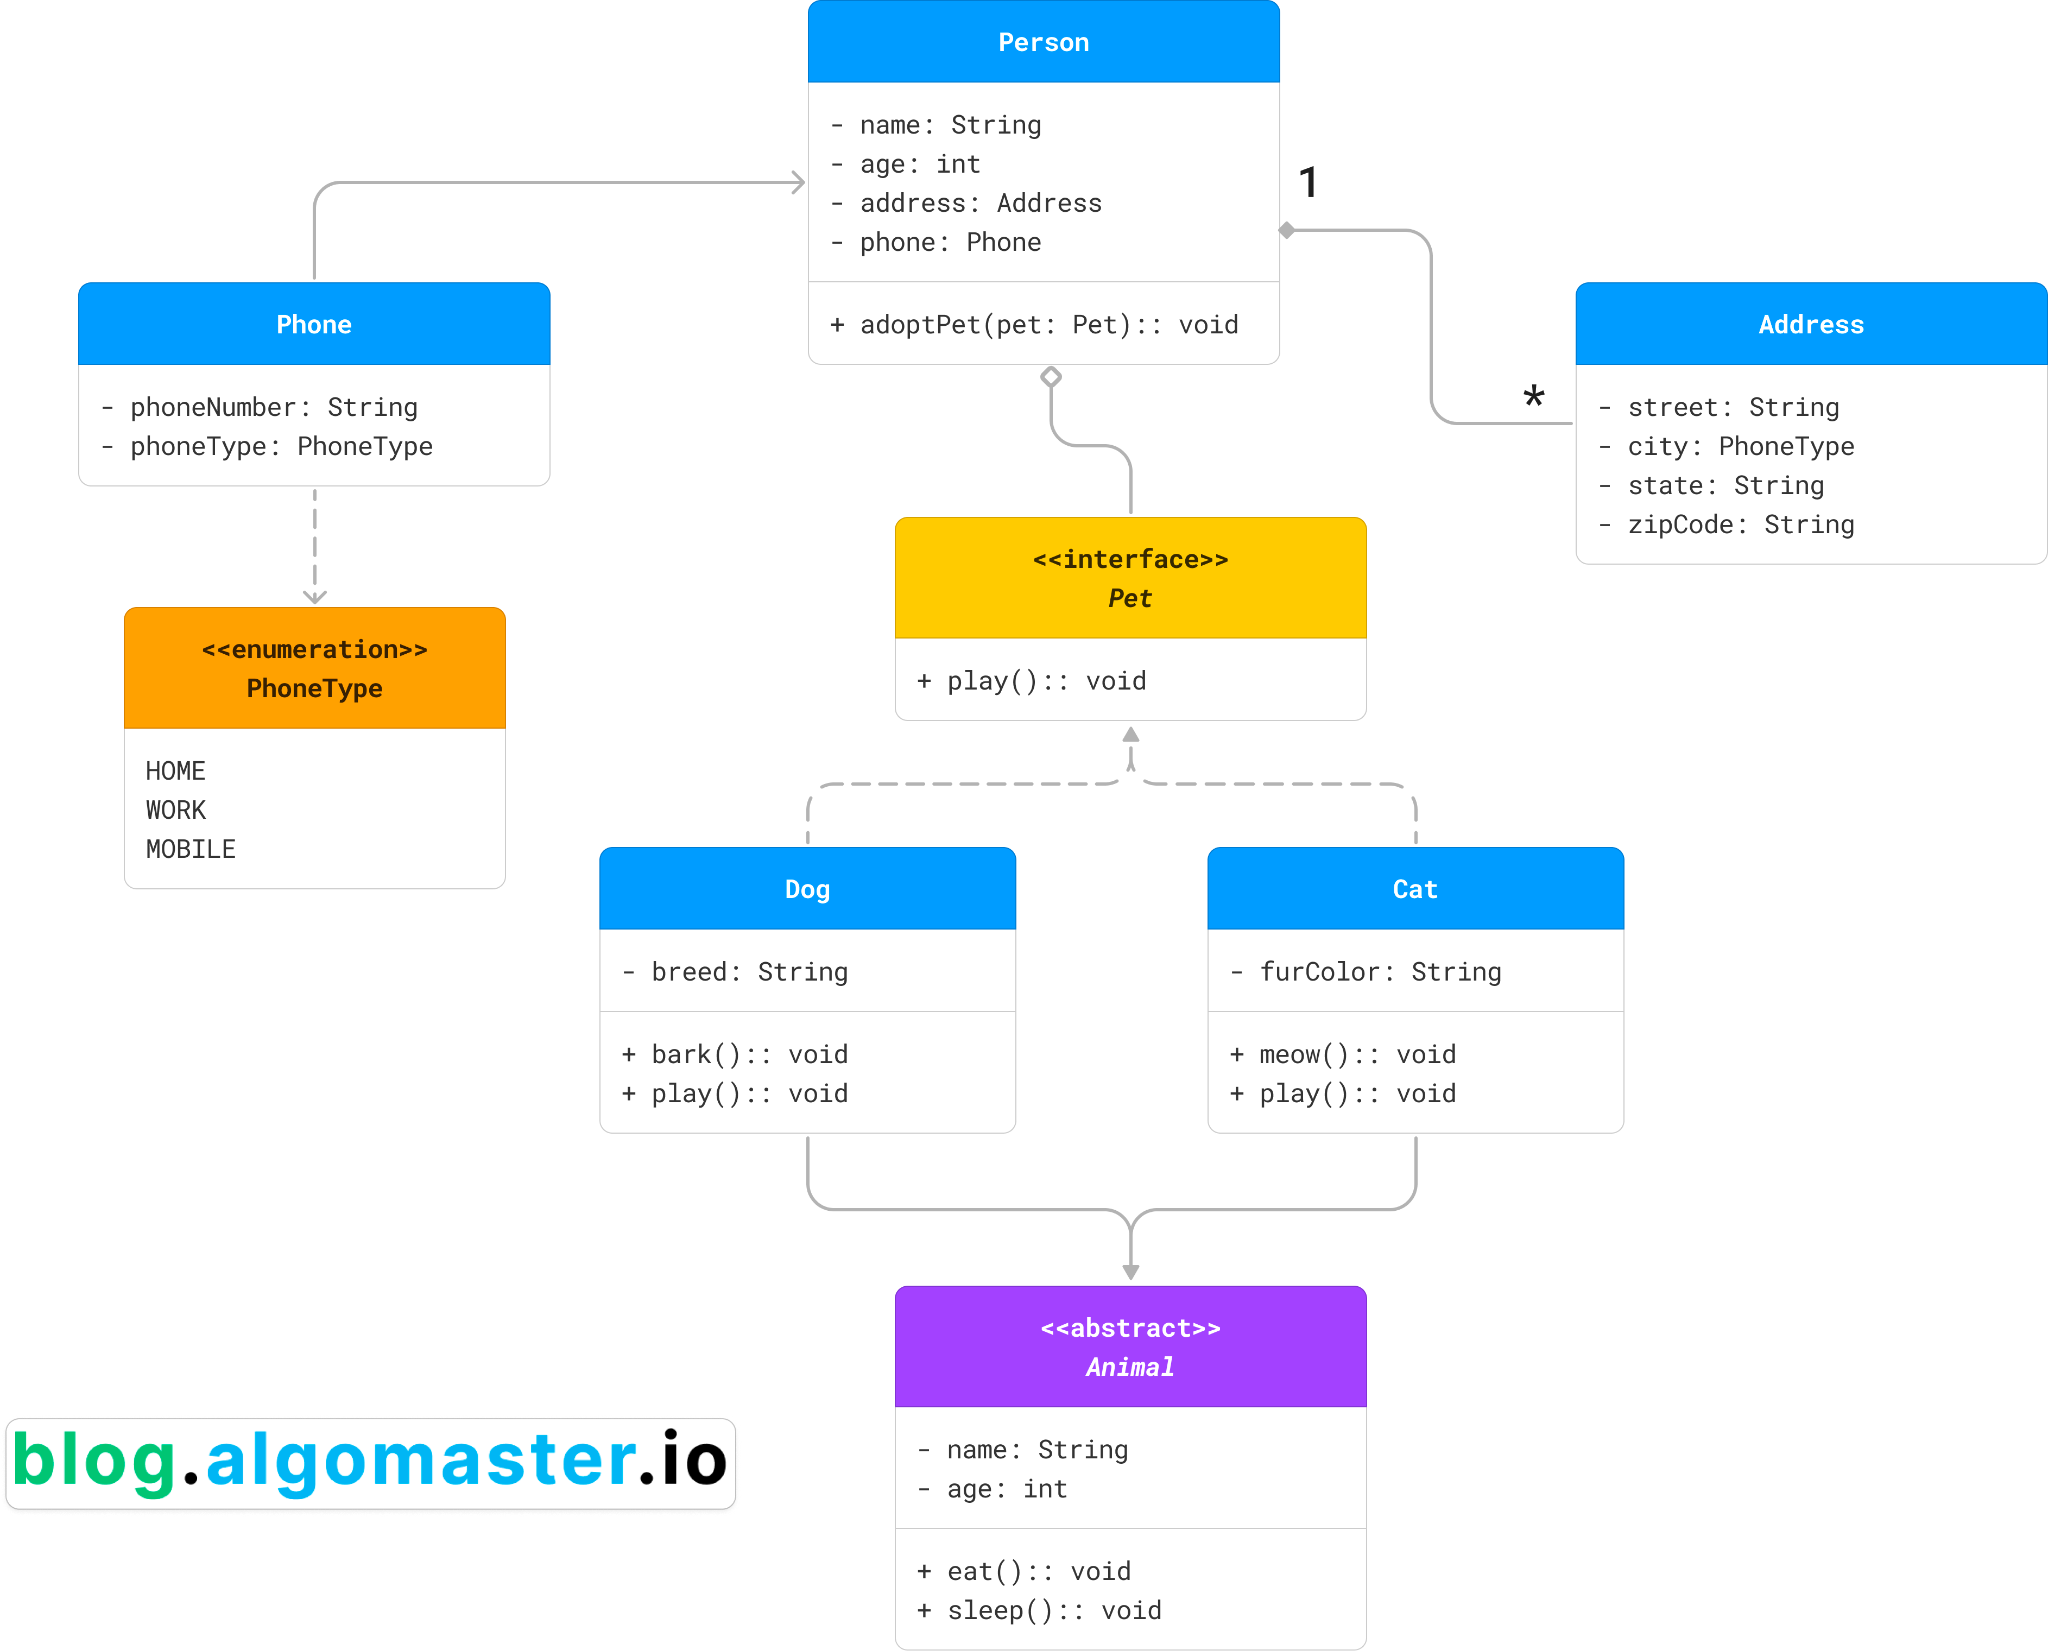 Person
- name: String
- age: int
- address: Address
- phone: Phone
+ adoptPet(pet: Pet):: void
1
*
Phone
- phoneNumber: String
- phoneType: PhoneType
Address
- street: String
- city: PhoneType
- state: String
- zipCode: String
<<interface>>
Pet
+ play():: void
<<enumeration>>
PhoneType
HOME
WORK
MOBILE
Dog
- breed: String
+ bark():: void
+ play():: void
Cat
- furColor: String
+ meow():: void
+ play():: void
<<abstract>>
Animal
- name: String
- age: int
+ eat():: void
+ sleep():: void
blog.algomaster.io